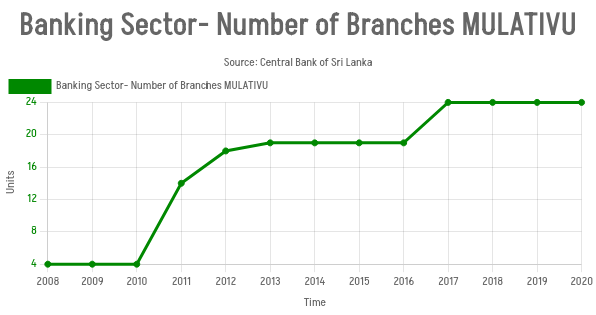 Banking Sector- Number of Branches MULATIVU
Source: Central Bank of Sri Lanka
Banking Sector- Number of Branches MULATIVU
24
20
16
12
8
4
Units
2008 2009 2010 2011 2012 2013 2014 2015 2016 2017 2018 2019 2020
Time